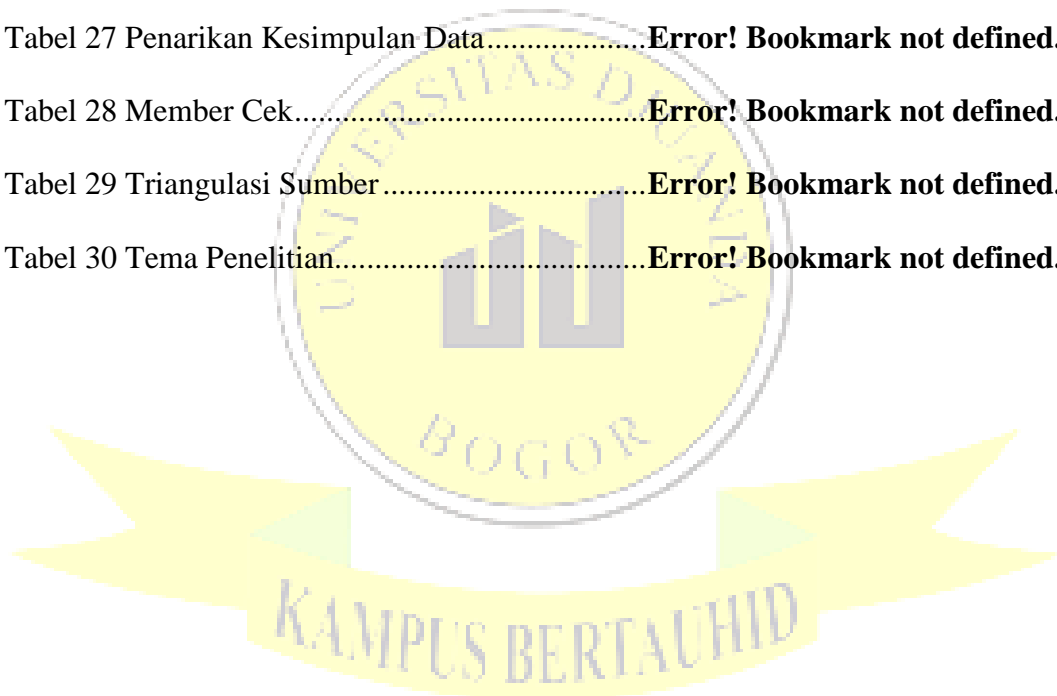 Tabel 27 Penarikan Kesimpulan Data...................Error! Bookmark not defined.
Tabel 28 Member Cek.........................................Error! Bookmark not defined.
Tabel 29 Triangulasi Sumber...............................Error! Bookmark not defined.
Tabel 30 Tema Penelitian.....................................Error! Bookmark not defined.
UNIVERSITAS DJUANDA
BOGOR
KAMPUS BERTAUHID